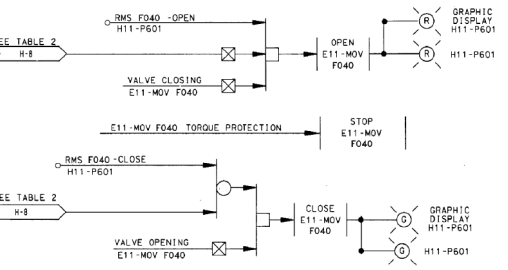 RMS F040 -OPEN
H11-P601
EE TABLE 2
H-8
VALVE CLOSING
E11-MOV F040
OPEN
E11-MOV
F040
R
GRAPHIC
DISPLAY
H11-P601
R
H11-P601
E11-MOV F040 TORQUE PROTECTION
STOP
E11-MOV
F040
RMS F040 -CLOSE
H11-P601
EE TABLE 2
H-8
VALVE OPENING
E11-MOV F040
CLOSE
E11-MOV
F040
G
GRAPHIC
DISPLAY
H11-P601
G
H11-P601